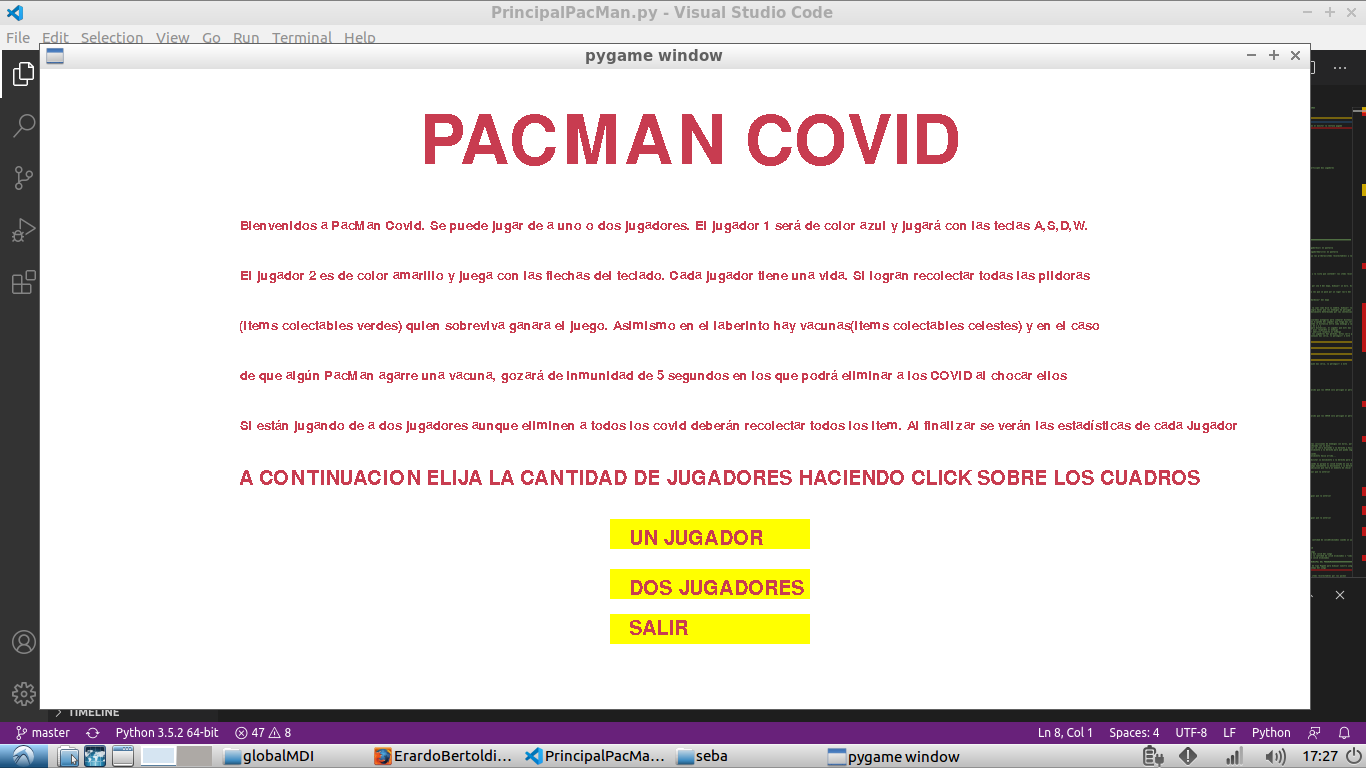 PrincipalPacMan.py - Visual Studio Code
File Edit Selection View Go Run Terminal Help
pygame window
PACMAN COVID
Bienvenidos a PacMan Covid. Se puede jugar de a uno o dos jugadores. El jugador 1 será de color azul y jugará con las teclas A,S,D,W.
El jugador 2 es de color amarillo y juega con las flechas del teclado. Cada jugador tiene una vida. Si logran recolectar todas las pildoras
(items colectables verdes) quien sobreviva ganara el juego. Asimismo en el laberinto hay vacunas(items colectables celestes) y en el caso
de que algún PacMan agarre una vacuna, gozará de inmunidad de 5 segundos en los que podrá eliminar a los COVID al chocar ellos
Si están jugando de a dos jugadores aunque eliminen a todos los covid deberán recolectar todos los item. Al finalizar se verán las estadísticas de cada Jugador
A CONTINUACION ELIJA LA CANTIDAD DE JUGADORES HACIENDO CLICK SOBRE LOS CUADROS
UN JUGADOR
DOS JUGADORES
SALIR
TIMELINE
master Python 3.5.2 64-bit 47 8 Ln 8, Col 1 Spaces: 4 UTF-8 LF Python
globalMDI ErardoBertoldi... PrincipalPacMa... seba pygame window 17:27